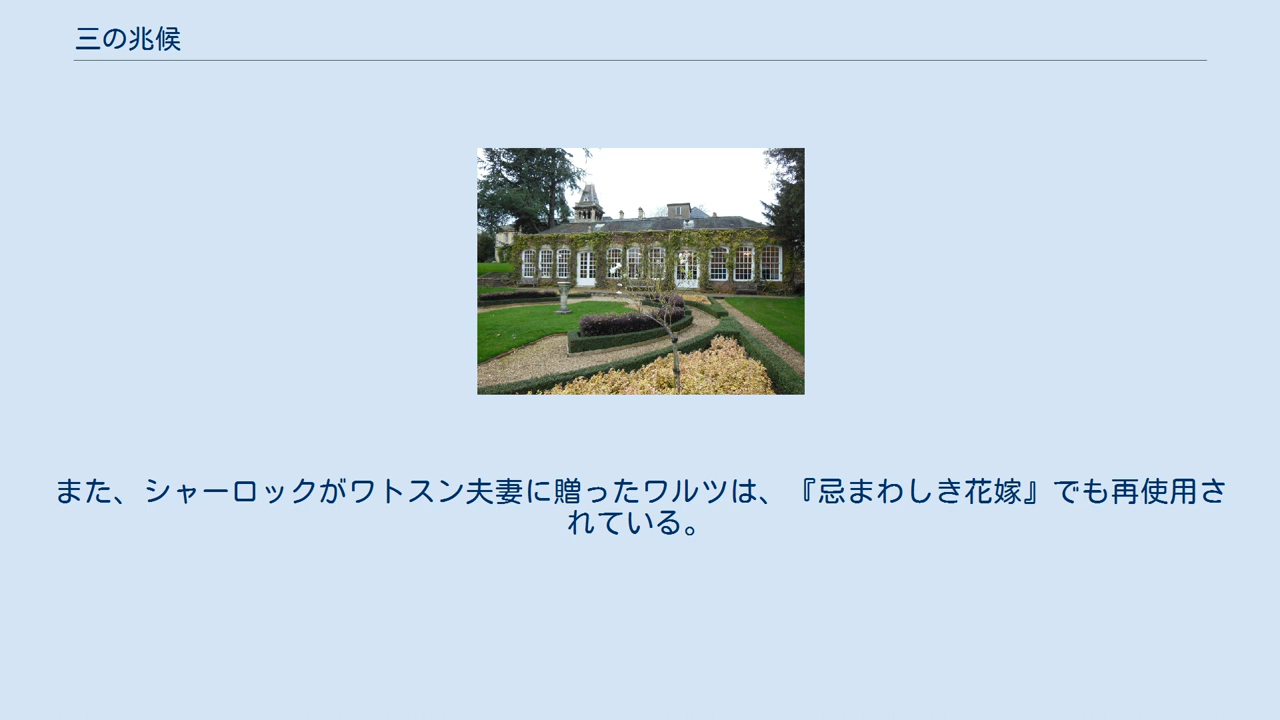 三の兆候
また、シャーロックがワトスン夫妻に贈ったワルツは、『忌まわしき花嫁』でも再使用さ
れている。